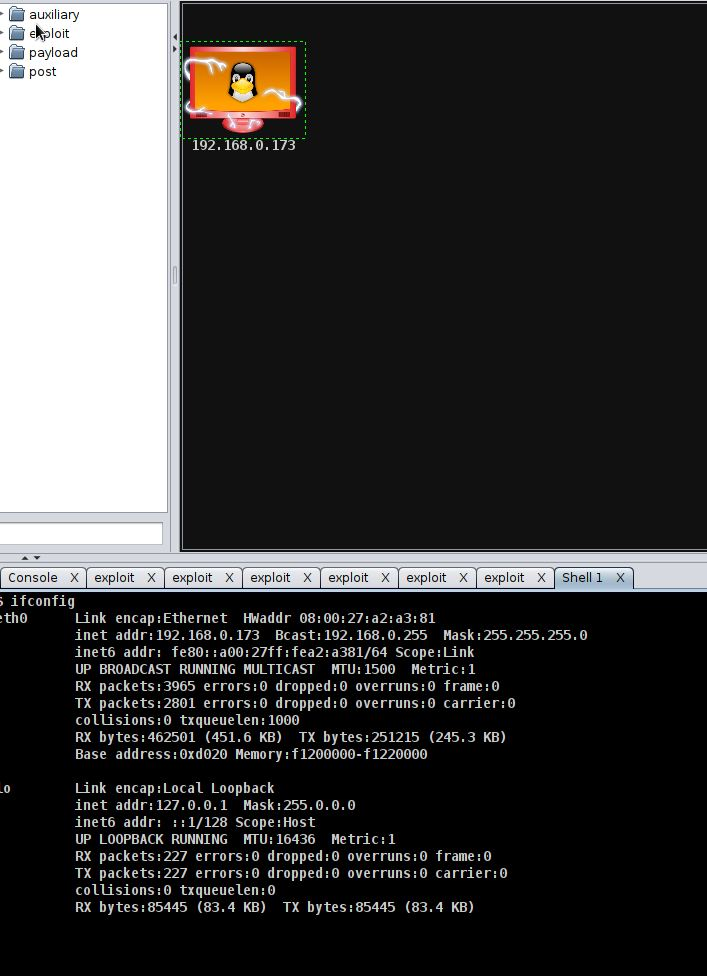 auxiliary
exploit
payload
post
192.168.0.173
Console X exploit X exploit X exploit X exploit X exploit X exploit X Shell 1 X
$ ifconfig
eth0 Link encap:Ethernet HWaddr 08:00:27:a2:a3:81
inet addr:192.168.0.173 Bcast:192.168.0.255 Mask:255.255.255.0
inet6 addr: fe80::a00:27ff:fea2:a381/64 Scope:Link
UP BROADCAST RUNNING MULTICAST MTU:1500 Metric:1
RX packets:3965 errors:0 dropped:0 overruns:0 frame:0
TX packets:2801 errors:0 dropped:0 overruns:0 carrier:0
collisions:0 txqueuelen:1000
RX bytes:462501 (451.6 KB) TX bytes:251215 (245.3 KB)
Base address:0xd020 Memory:f1200000-f1220000
lo Link encap:Local Loopback
inet addr:127.0.0.1 Mask:255.0.0.0
inet6 addr: ::1/128 Scope:Host
UP LOOPBACK RUNNING MTU:16436 Metric:1
RX packets:227 errors:0 dropped:0 overruns:0 frame:0
TX packets:227 errors:0 dropped:0 overruns:0 carrier:0
collisions:0 txqueuelen:0
RX bytes:85445 (83.4 KB) TX bytes:85445 (83.4 KB)